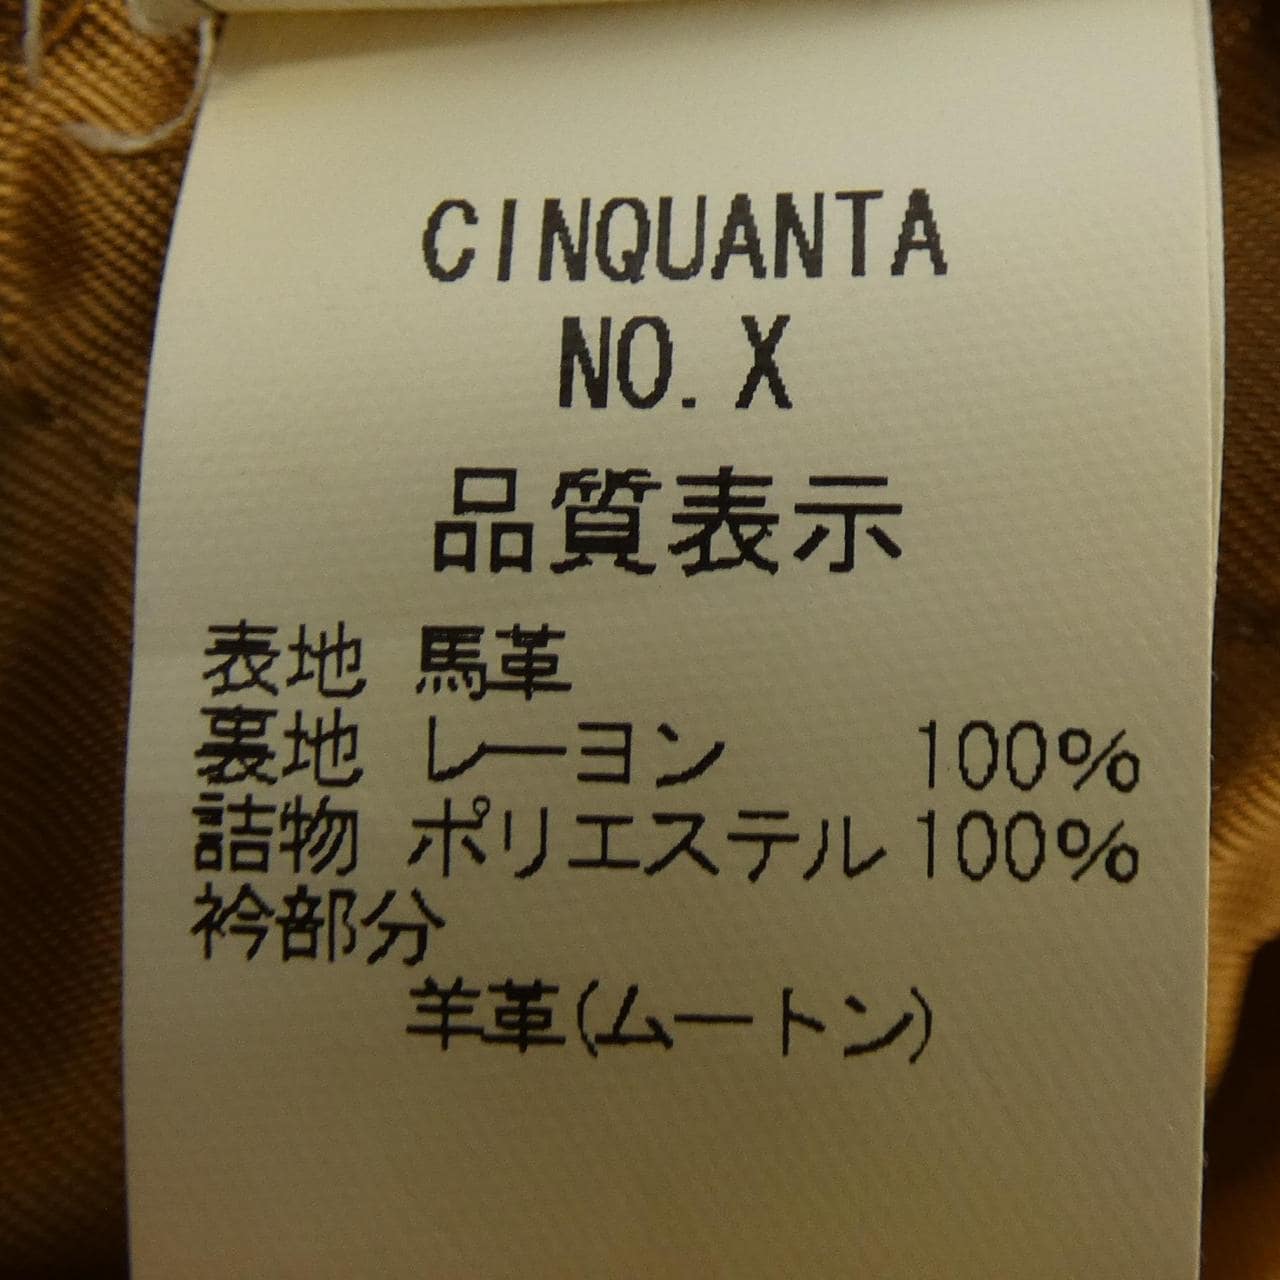 CINQUANTA
NO.X
品質表示
表地 馬革
裏地 レーヨン 100%
詰物 ポリエステル 100%
衿部分
羊革(ムートン)